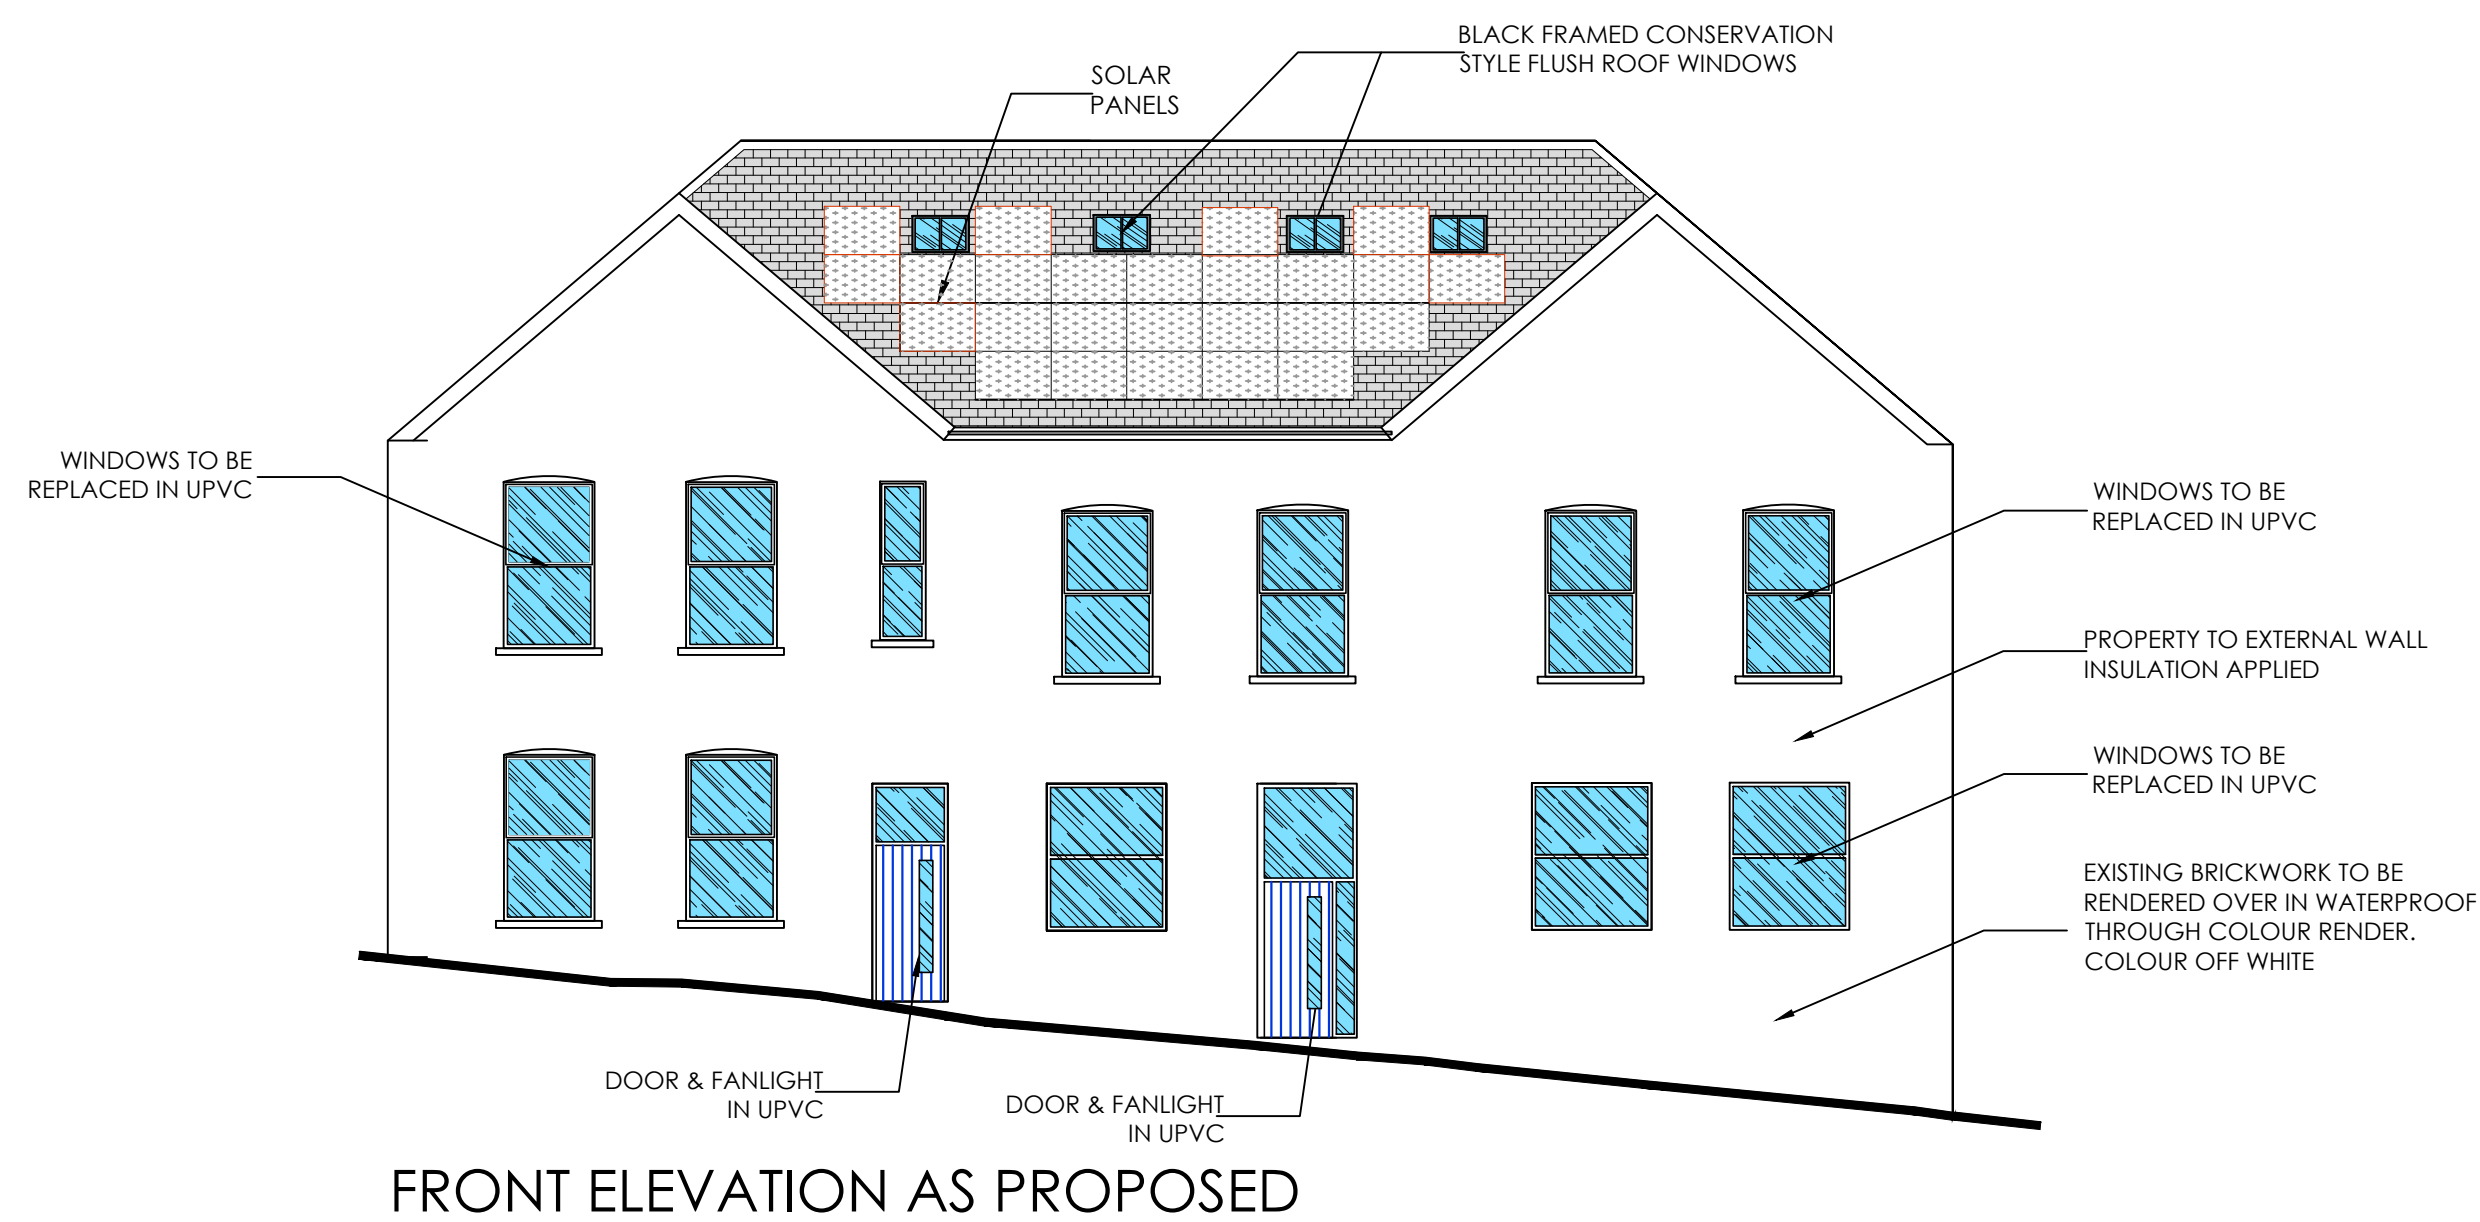 BLACK FRAMED CONSERVATION
STYLE FLUSH ROOF WINDOWS
SOLAR
PANELS
WINDOWS TO BE
REPLACED IN UPVC
WINDOWS TO BE
REPLACED IN UPVC
PROPERTY TO EXTERNAL WALL
INSULATION APPLIED
WINDOWS TO BE
REPLACED IN UPVC
EXISTING BRICKWORK TO BE
RENDERED OVER IN WATERPROOF
THROUGH COLOUR RENDER.
COLOUR OFF WHITE
DOOR & FANLIGHT
IN UPVC
DOOR & FANLIGHT
IN UPVC
FRONT ELEVATION AS PROPOSED